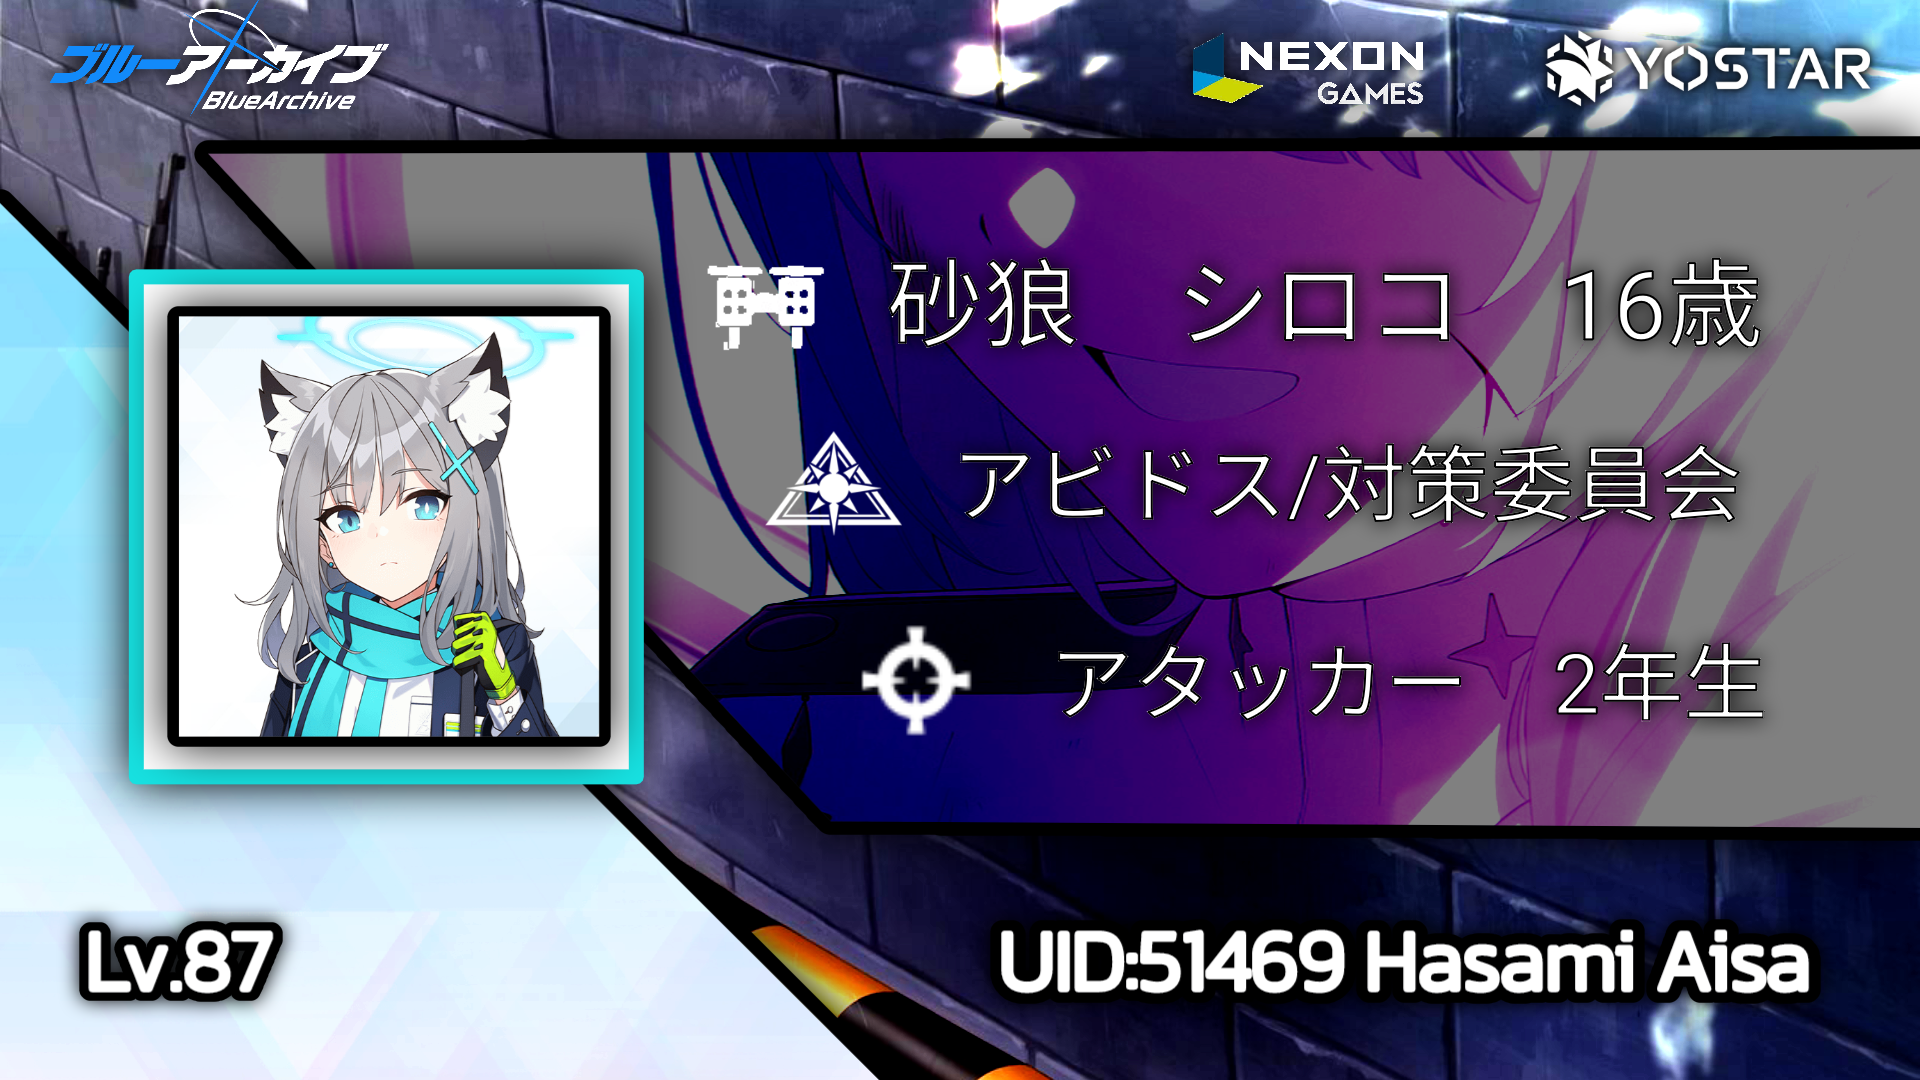 ブルーアーカイブ
BlueArchive
NEXON
GAMES
YOSTAR
砂狼 シロコ 16歳
アビドス/対策委員会
アタッカー 2年生
Lv.87
UID:51469 Hasami Aisa